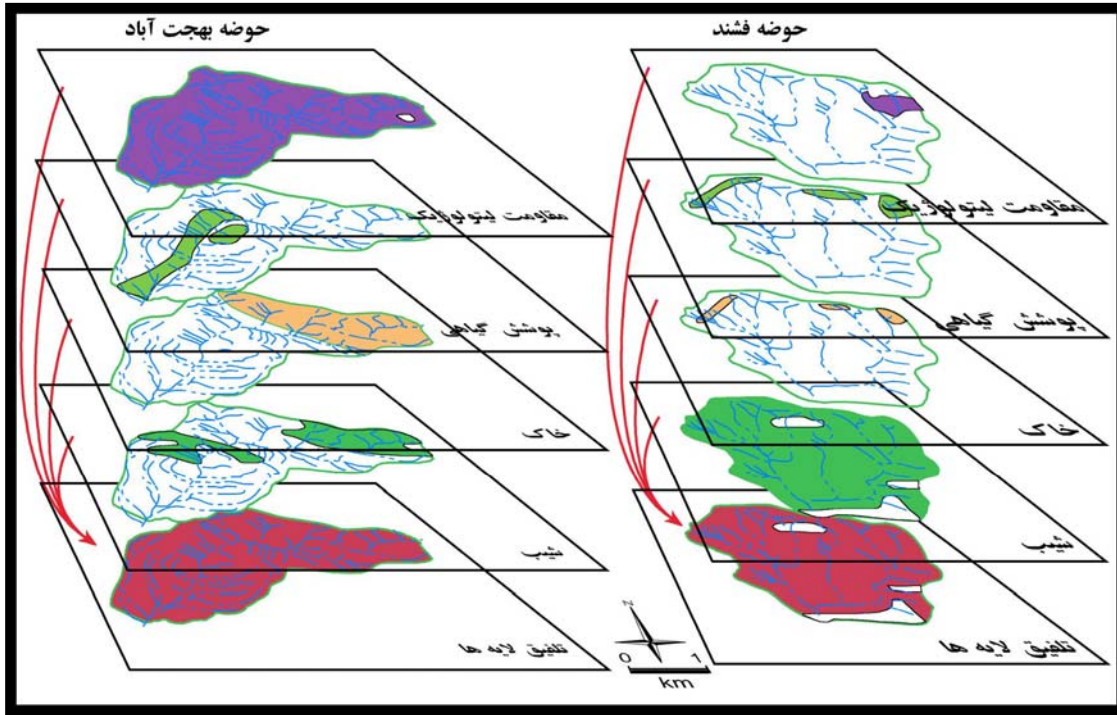 حوضه فشند
حوضه بهجت آباد
مقاومت لیتولوژیک
پوشش گیاهی
خاک
شیب
تلفیق لایه ها
مقاومت لیتولوژیک
پوشش گیاهی
خاک
شیب
تلفیق لایه ها
N
0 1
km